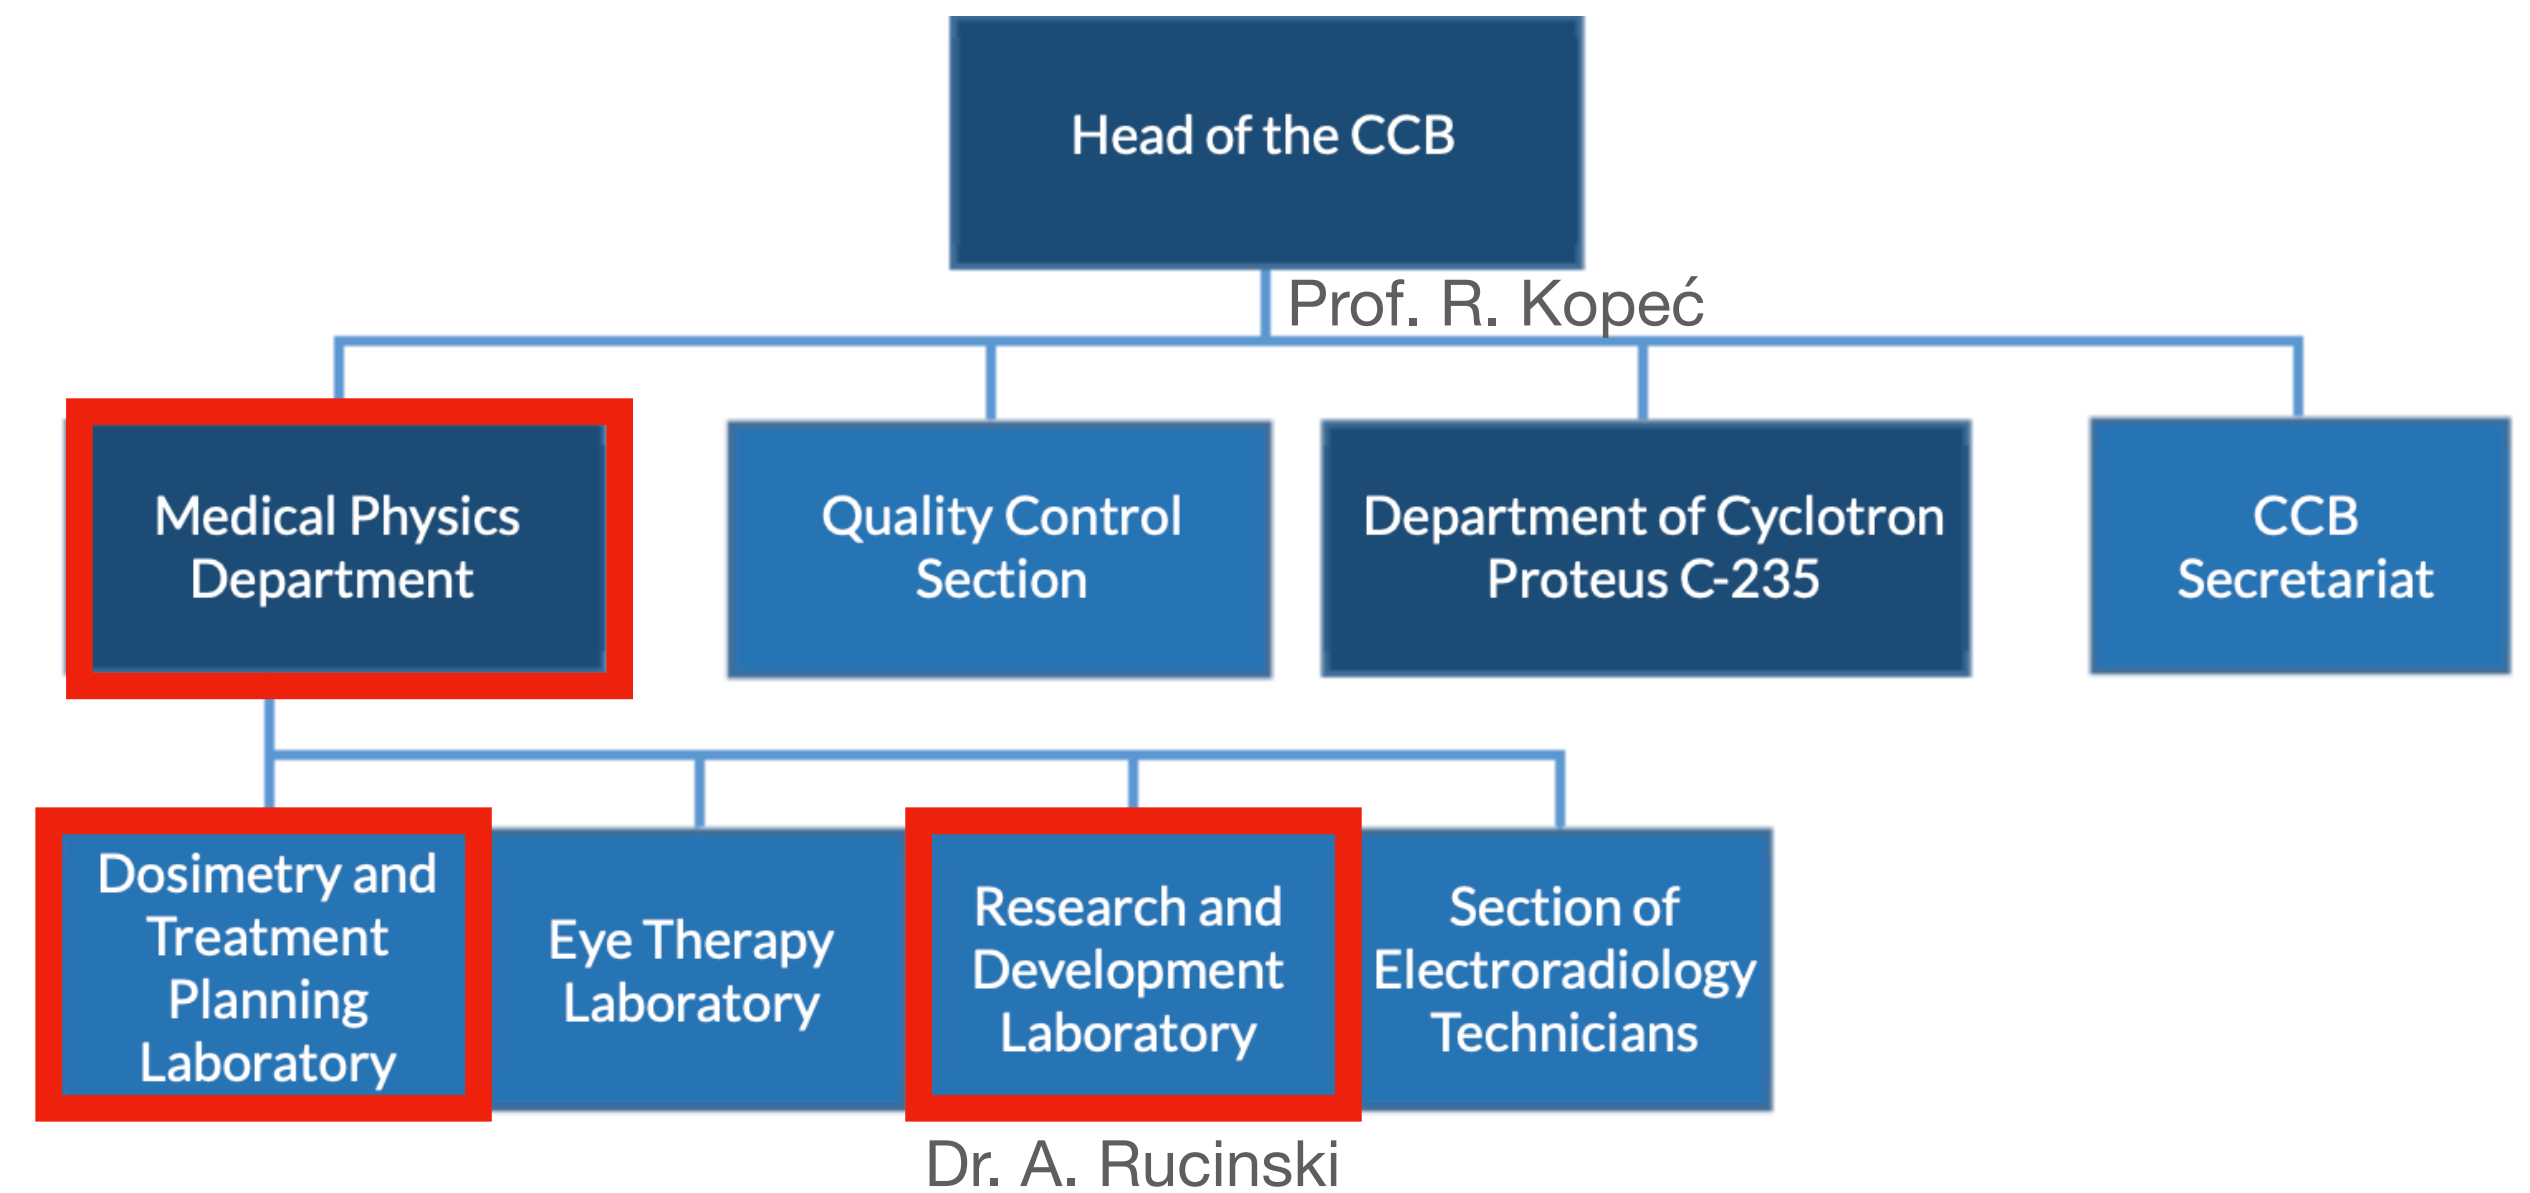 Head of the CCB
Prof. R. Kopeć
Medical Physics
Department
Quality Control
Section
Department of Cyclotron
Proteus C-235
CCB
Secretariat
Dosimetry and
Treatment
Planning
Laboratory
Eye Therapy
Laboratory
Research and
Development
Laboratory
Section of
Electroradiology
Technicians
Dr. A. Rucinski